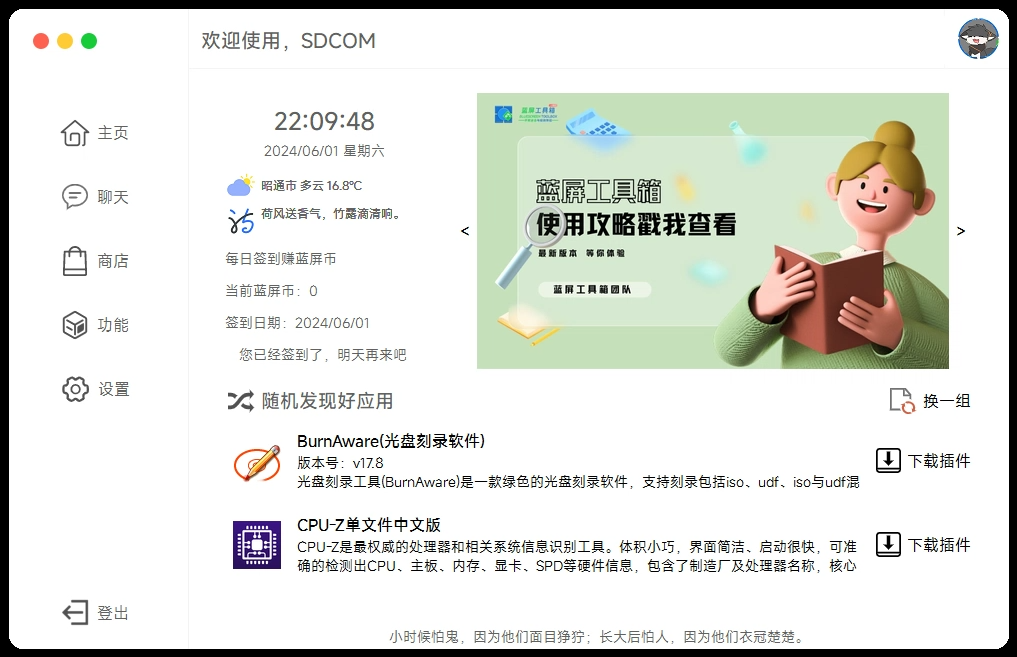 欢迎使用，SDCOM
主页
聊天
商店
功能
设置
登出
22:09:48
2024/06/01 星期六
昭通市 多云 16.8℃
荷风送香气，竹露滴清响。
每日签到赚蓝屏币
当前蓝屏币：0
签到日期：2024/06/01
您已经签到了，明天再来吧
<
蓝屏工具箱
蓝屏工具箱
使用攻略戳我查看
最新版本 等你体验
蓝屏工具箱团队
>
随机发现好应用
换一组
BurnAware(光盘刻录软件)
版本号：v17.8
光盘刻录工具(BurnAware)是一款绿色的光盘刻录软件，支持刻录包括iso、udf、iso与udf混
下载插件
CPU-Z单文件中文版
CPU-Z是最权威的处理器和相关系统信息识别工具。体积小巧，界面简洁、启动很快，可准
确的检测出CPU、主板、内存、显卡、SPD等硬件信息，包含了制造厂及处理器名称，核心
下载插件
小时候怕鬼，因为他们面目狰狞；长大后怕人，因为他们衣冠楚楚。